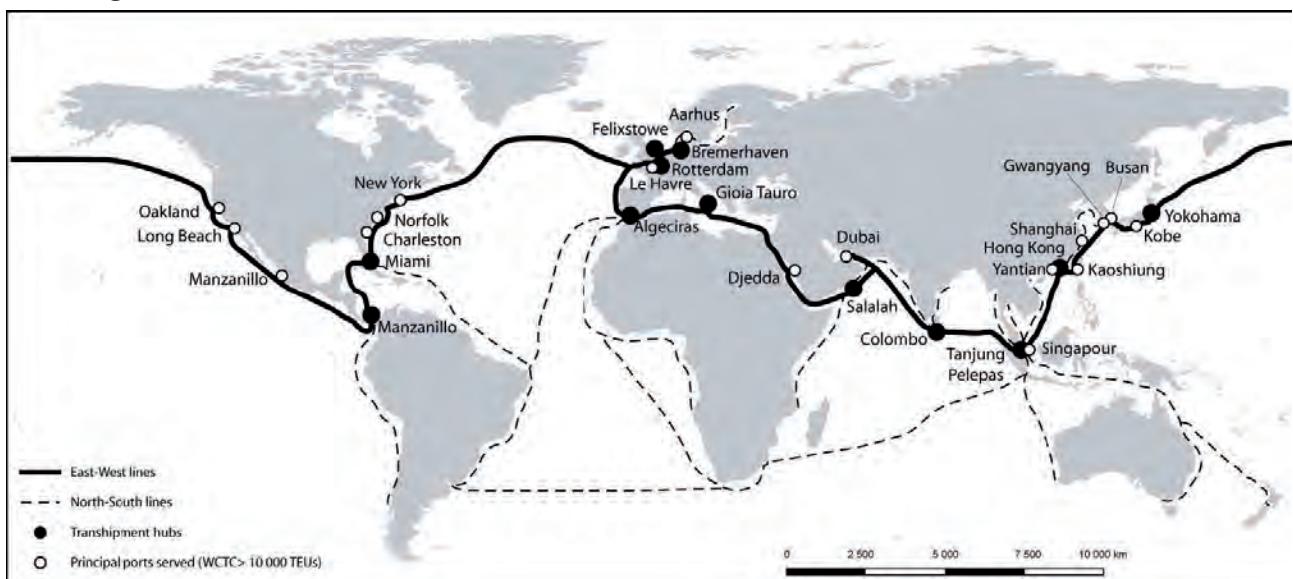 Aarhus
Felixstowe
Bremerhaven
Rotterdam
Le Havre
Gioia Tauro
Algeciras
New York
Norfolk
Charleston
Miami
Oakland
Long Beach
Manzanillo
Manzanillo
Gwangyang
Busan
Yokohama
Kobe
Shanghai
Hong Kong
Yantian
Kaoshiung
Dubai
Djedda
Salalah
Colombo
Tanjung
Pelepas
Singapour
East-West lines
North-South lines
Transhipment hubs
Principal ports served (WCTC> 10 000 TEUs)
0 2 500 5 000 7 500 10 000 km